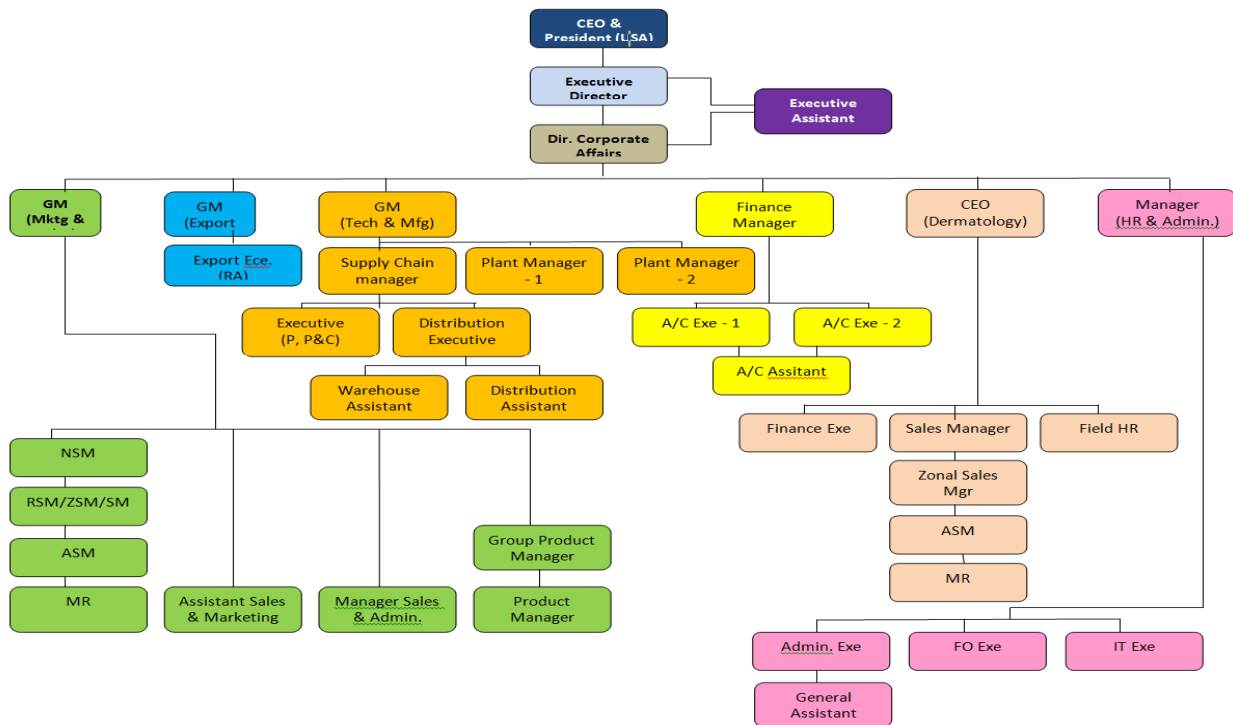 CEO &
President (USA)
Executive
Director
Executive
Assistant
Dir. Corporate
Affairs
GM
(Mktg &
GM
(Export
GM
(Tech & Mfg)
Finance
Manager
CEO
(Dermatology)
Manager
(HR & Admin.)
Export Ece.
(RA)
Supply Chain
manager
Plant Manager
- 1
Plant Manager
- 2
Executive
(P, P&C)
Distribution
Executive
A/C Exe - 1
A/C Exe - 2
A/C Assitant
Warehouse
Assistant
Distribution
Assistant
Finance Exe
Sales Manager
Field HR
NSM
Zonal Sales
Mgr
RSM/ZSM/SM
ASM
Group Product
Manager
ASM
MR
MR
Assistant Sales
& Marketing
Manager Sales
& Admin.
Product
Manager
Admin. Exe
FO Exe
IT Exe
General
Assistant